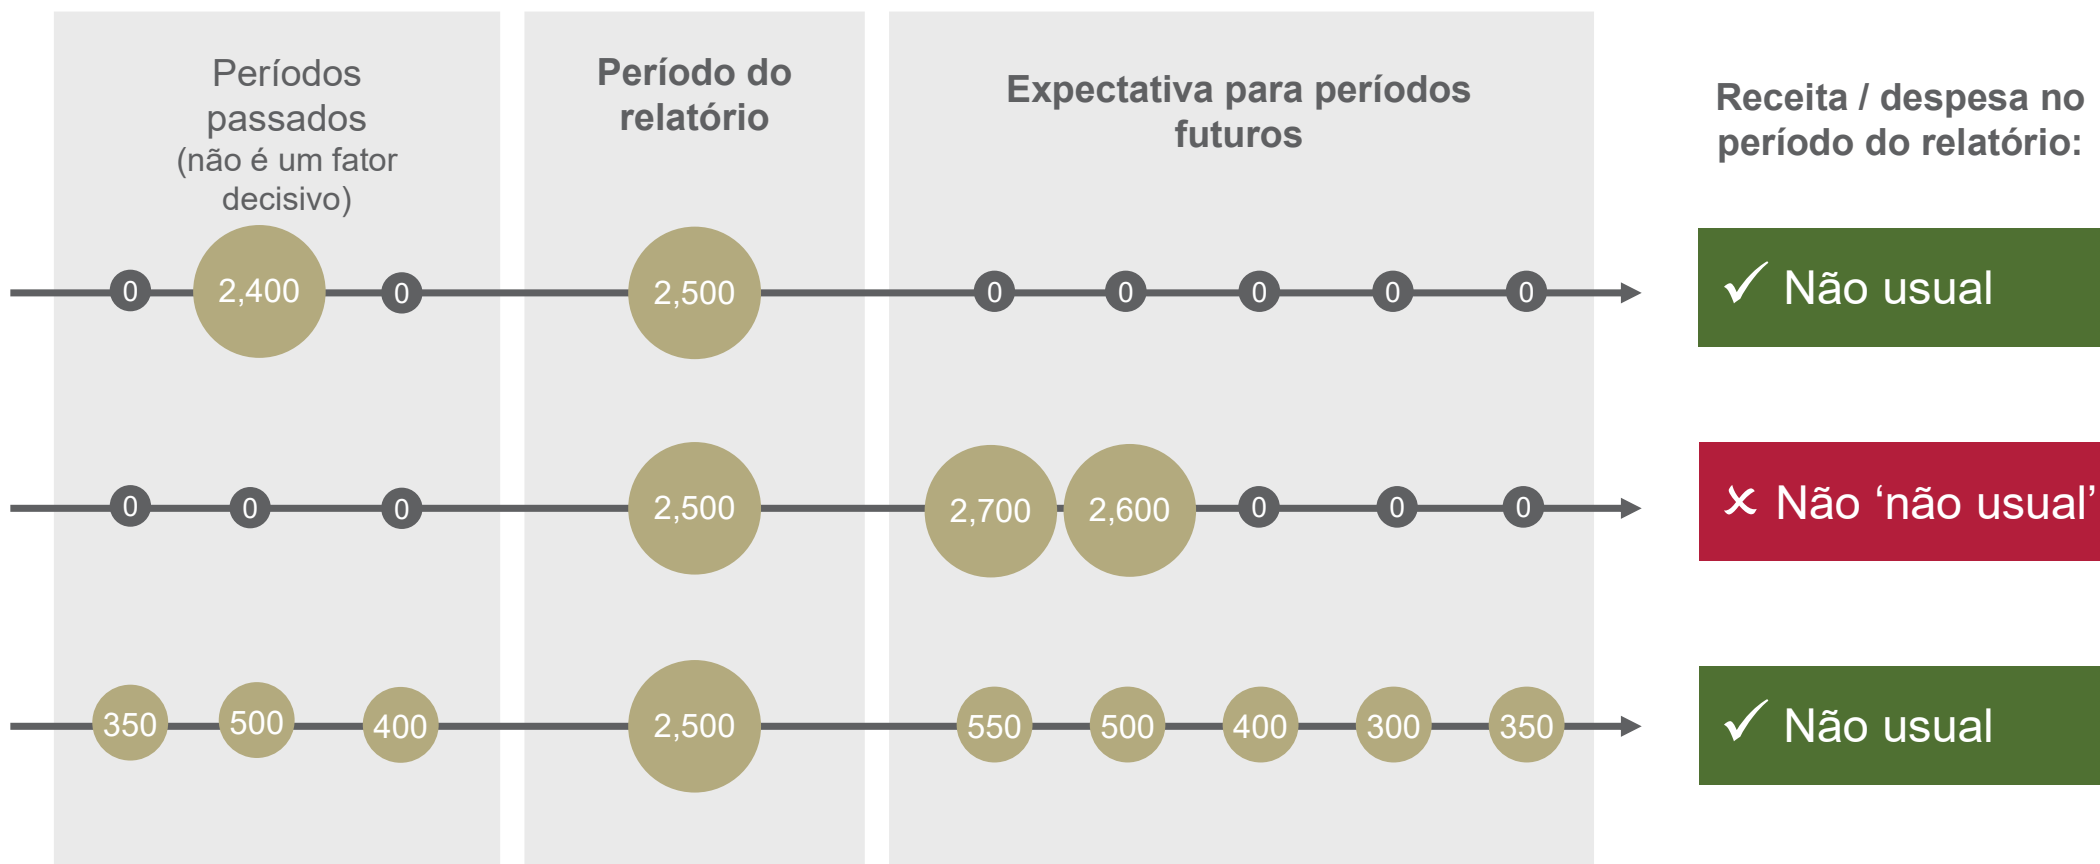 Períodos
passados
(não é um fator
decisivo)
Período do
relatório
Expectativa para períodos
futuros
Receita / despesa no
período do relatório:
0 2,400 0 2,500 0 0 0 0 0
✓ Não usual
0 0 0 2,500 2,700 2,600 0 0 0
✗ Não ‘não usual’
350 500 400 2,500 550 500 400 300 350
✓ Não usual